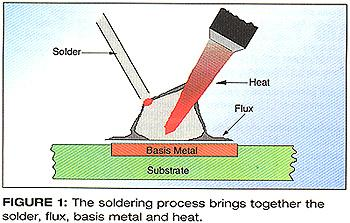 Solder
Heat
Flux
Basis Metal
Substrate
FIGURE 1: The soldering process brings together the
solder, flux, basis metal and heat.